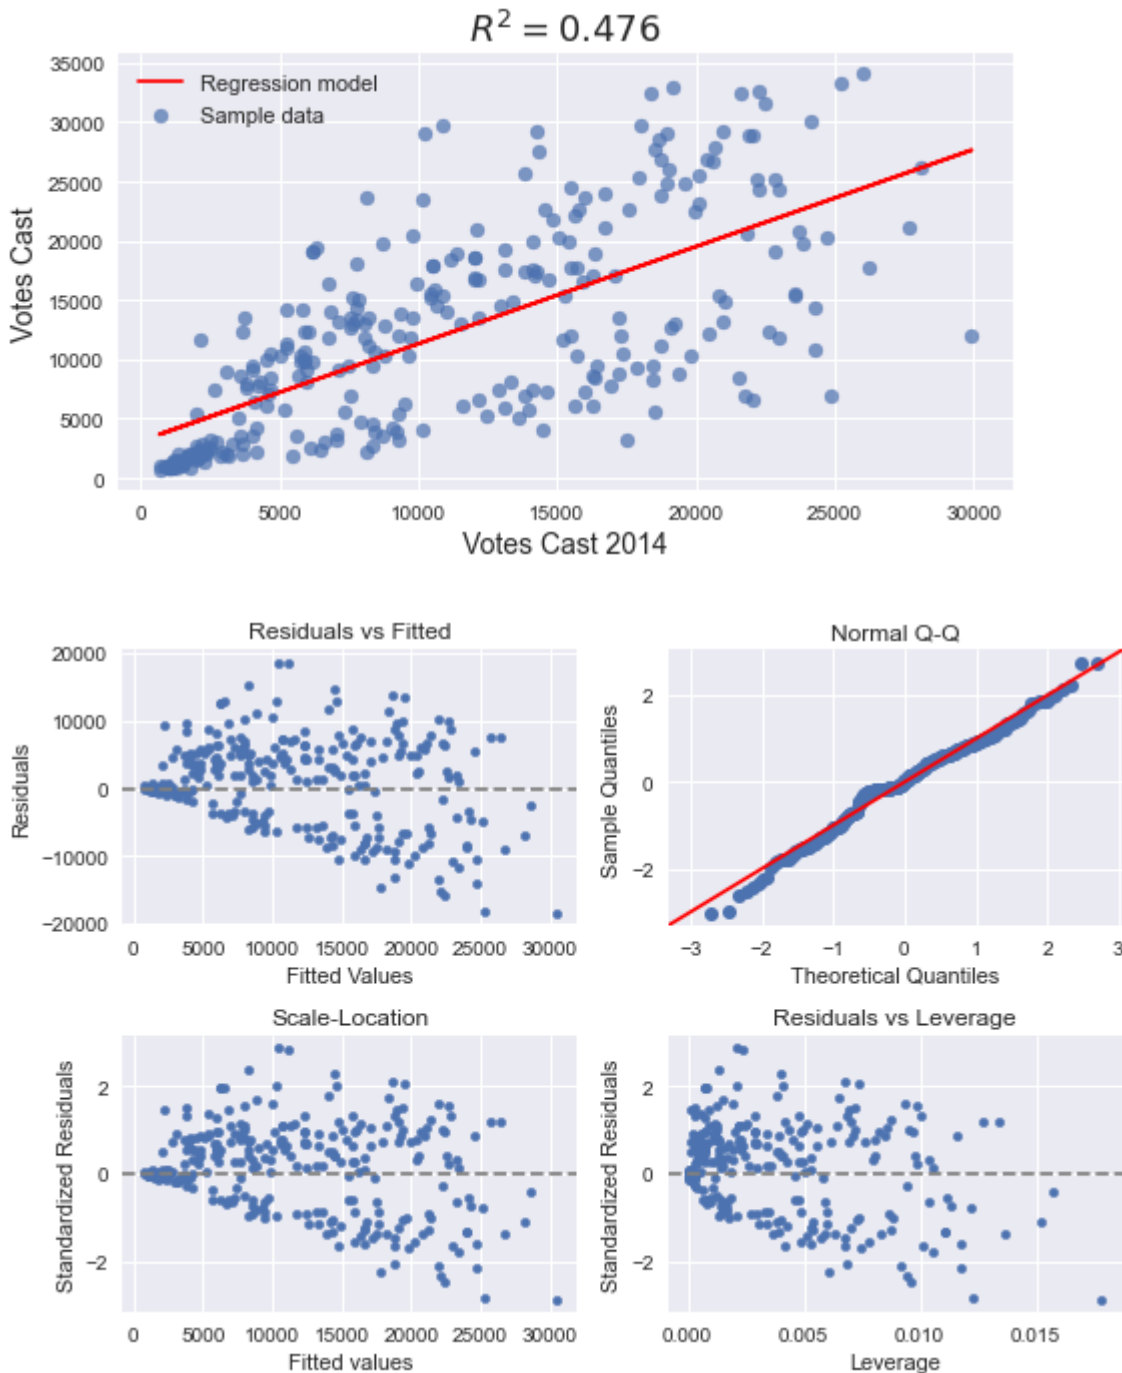 R² = 0.476
35000
30000
25000
20000
15000
10000
5000
0
Votes Cast
Regression model
Sample data
0 5000 10000 15000 20000 25000 30000
Votes Cast 2014
Residuals vs Fitted
20000
10000
0
−10000
−20000
Residuals
0 5000 10000 15000 20000 25000 30000
Fitted Values
Normal Q-Q
2
0
−2
Sample Quantiles
−3 −2 −1 0 1 2 3
Theoretical Quantiles
Scale-Location
2
0
−2
Standardized Residuals
0 5000 10000 15000 20000 25000 30000
Fitted values
Residuals vs Leverage
2
0
−2
Standardized Residuals
0.000 0.005 0.010 0.015
Leverage